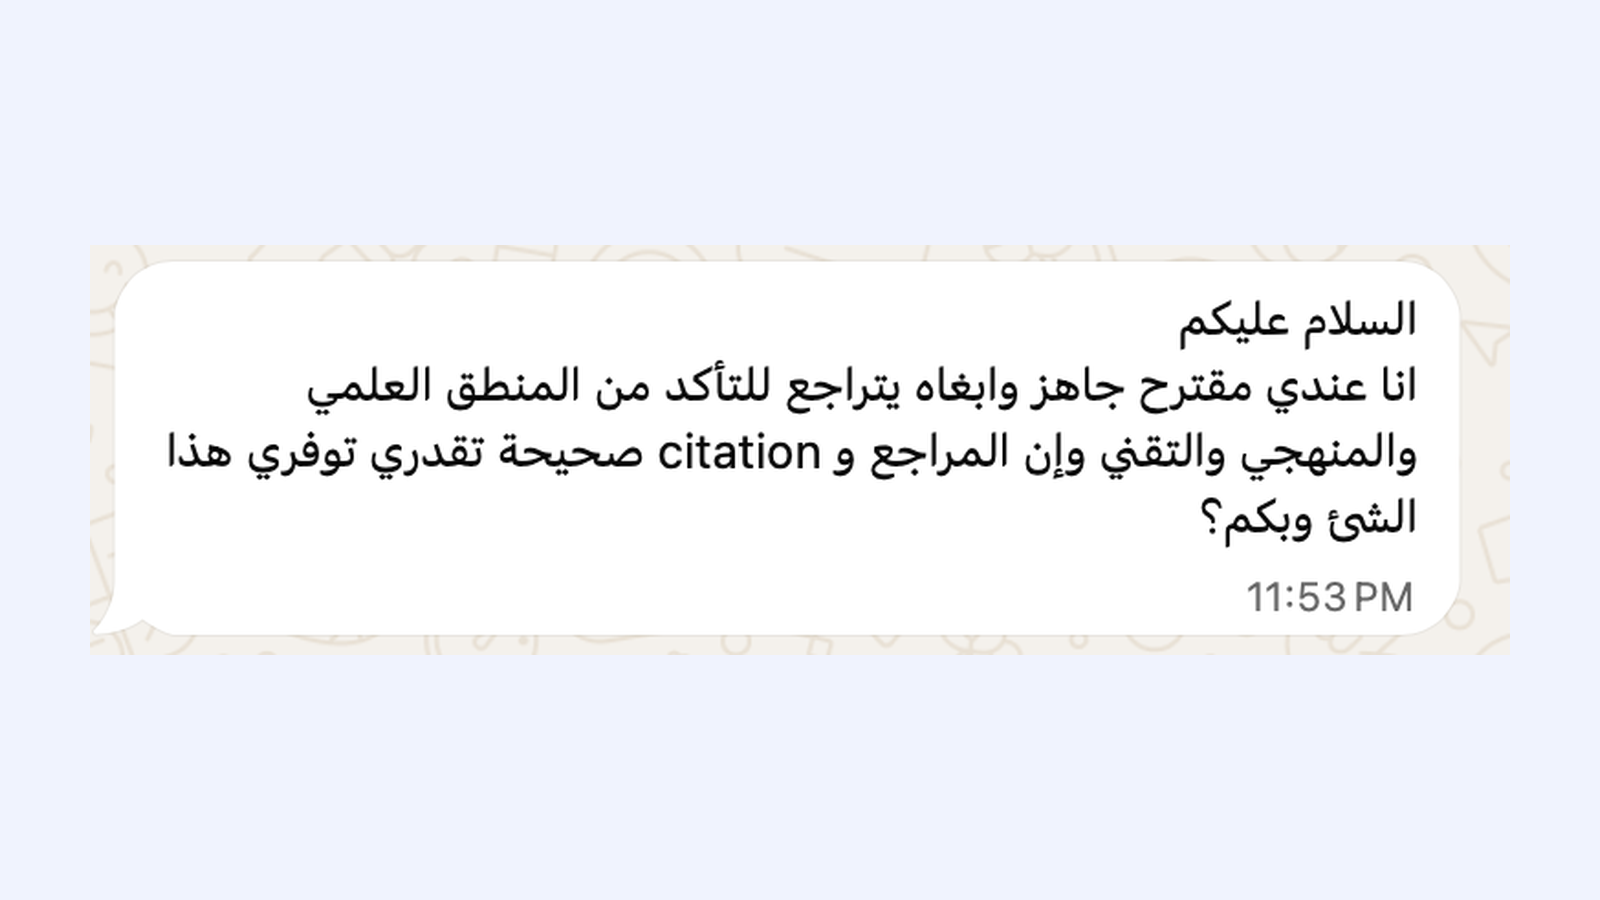 السلام عليكم
انا عندي مقترح جاهز وابغاه يتراجع للتأكد من المنطق العلمي
والمنهجي والتقني وإن المراجع و citation صحيحة تقدري توفري هذا
الشئ وبكم؟
11:53 PM